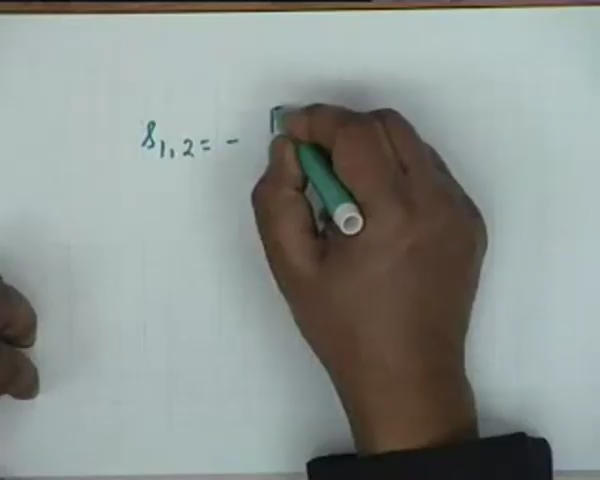 s1,2 = -